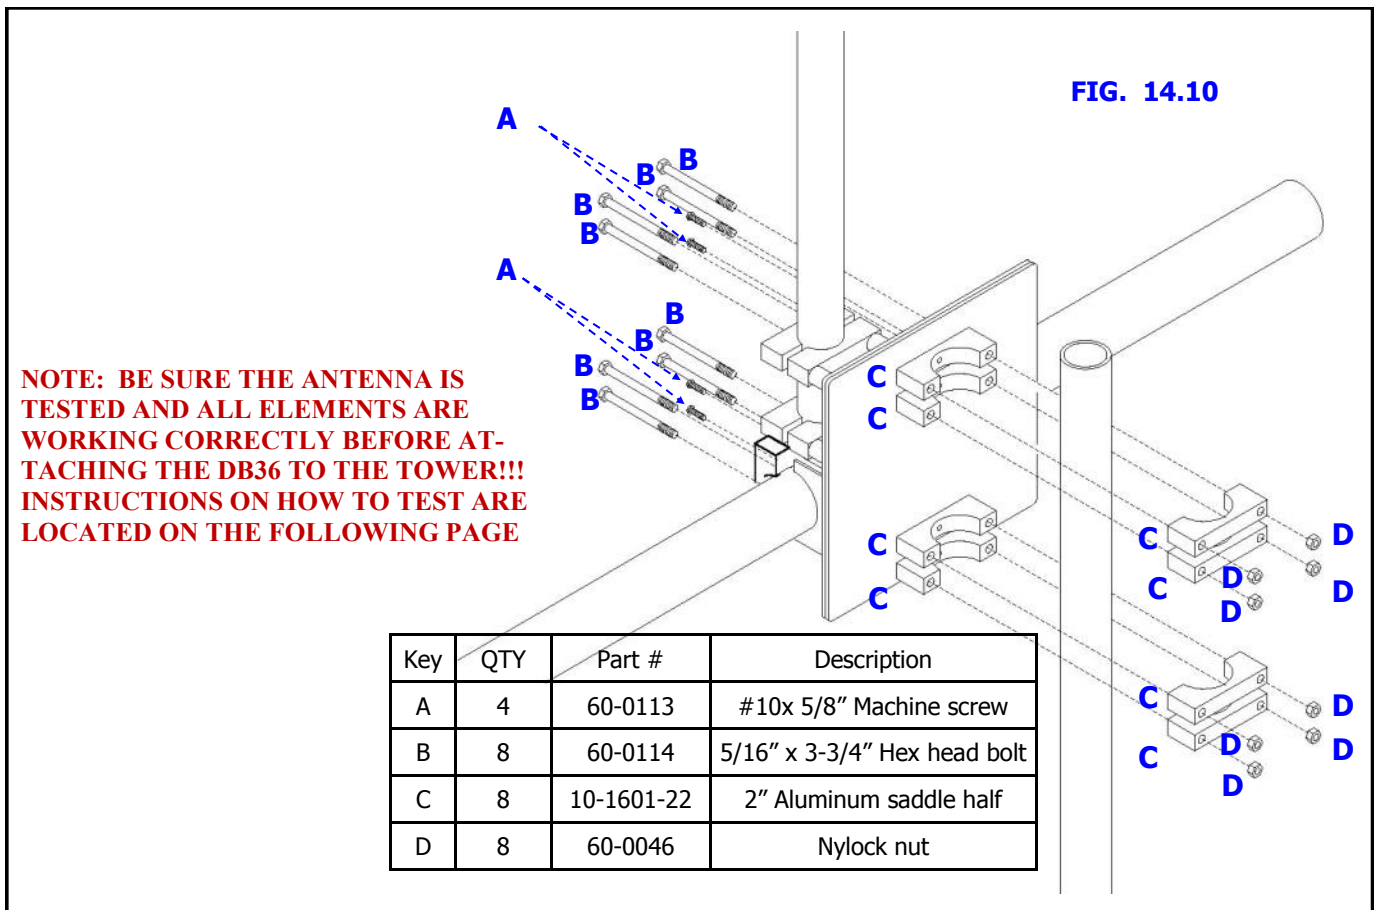 FIG. 14.10
A
B
B
B
B
A
B
B
B
B
C
C
C
C
C
D
D
C
D
D
C
D
D
C
D
D
NOTE: BE SURE THE ANTENNA IS
TESTED AND ALL ELEMENTS ARE
WORKING CORRECTLY BEFORE AT-
TACHING THE DB36 TO THE TOWER!!!
INSTRUCTIONS ON HOW TO TEST ARE
LOCATED ON THE FOLLOWING PAGE
Key QTY Part # Description
A 4 60-0113 #10x 5/8” Machine screw
B 8 60-0114 5/16” x 3-3/4” Hex head bolt
C 8 10-1601-22 2” Aluminum saddle half
D 8 60-0046 Nylock nut